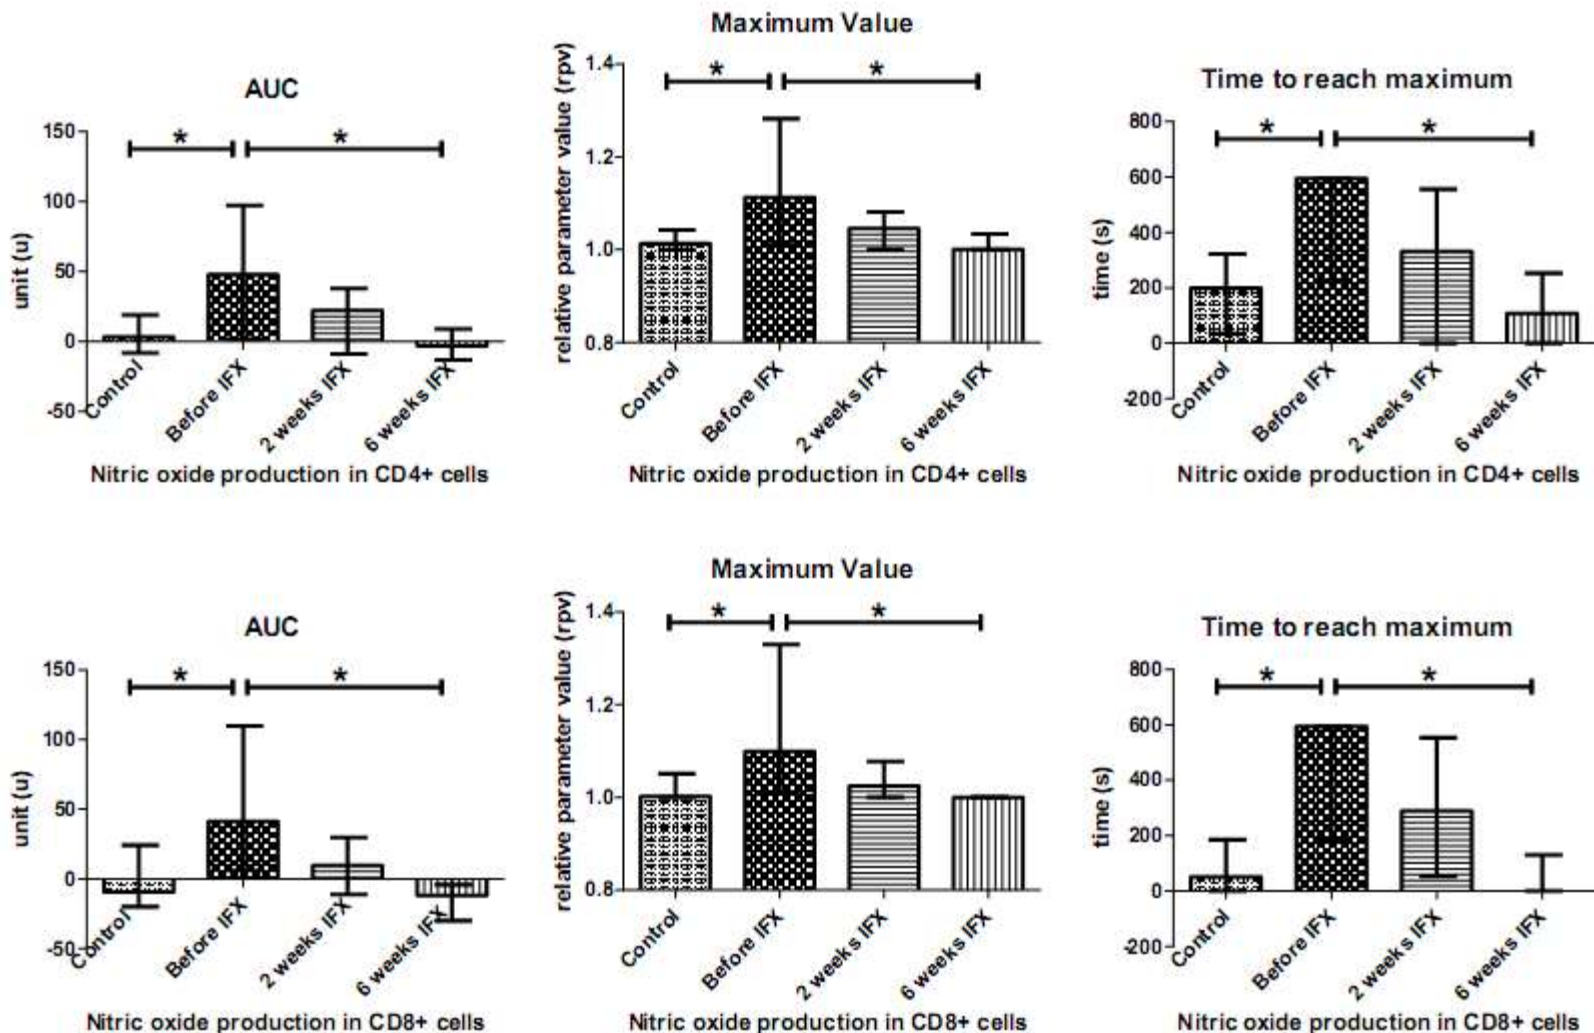 AUC
unit (u)
150
100
50
0
-50
*
*
Control
Before IFX
2 weeks IFX
6 weeks IFX
Nitric oxide production in CD4+ cells
Maximum Value
relative parameter value (rpv)
1.4
1.2
1.0
0.8
*
*
Control
Before IFX
2 weeks IFX
6 weeks IFX
Nitric oxide production in CD4+ cells
Time to reach maximum
time (s)
800
600
400
200
0
-200
*
*
Control
Before IFX
2 weeks IFX
6 weeks IFX
Nitric oxide production in CD4+ cells
AUC
unit (u)
150
100
50
0
-50
*
*
Control
Before IFX
2 weeks IFX
6 weeks IFX
Nitric oxide production in CD8+ cells
Maximum Value
relative parameter value (rpv)
1.4
1.2
1.0
0.8
*
*
Control
Before IFX
2 weeks IFX
6 weeks IFX
Nitric oxide production in CD8+ cells
Time to reach maximum
time (s)
800
600
400
200
0
-200
*
*
Control
Before IFX
2 weeks IFX
6 weeks IFX
Nitric oxide production in CD8+ cells